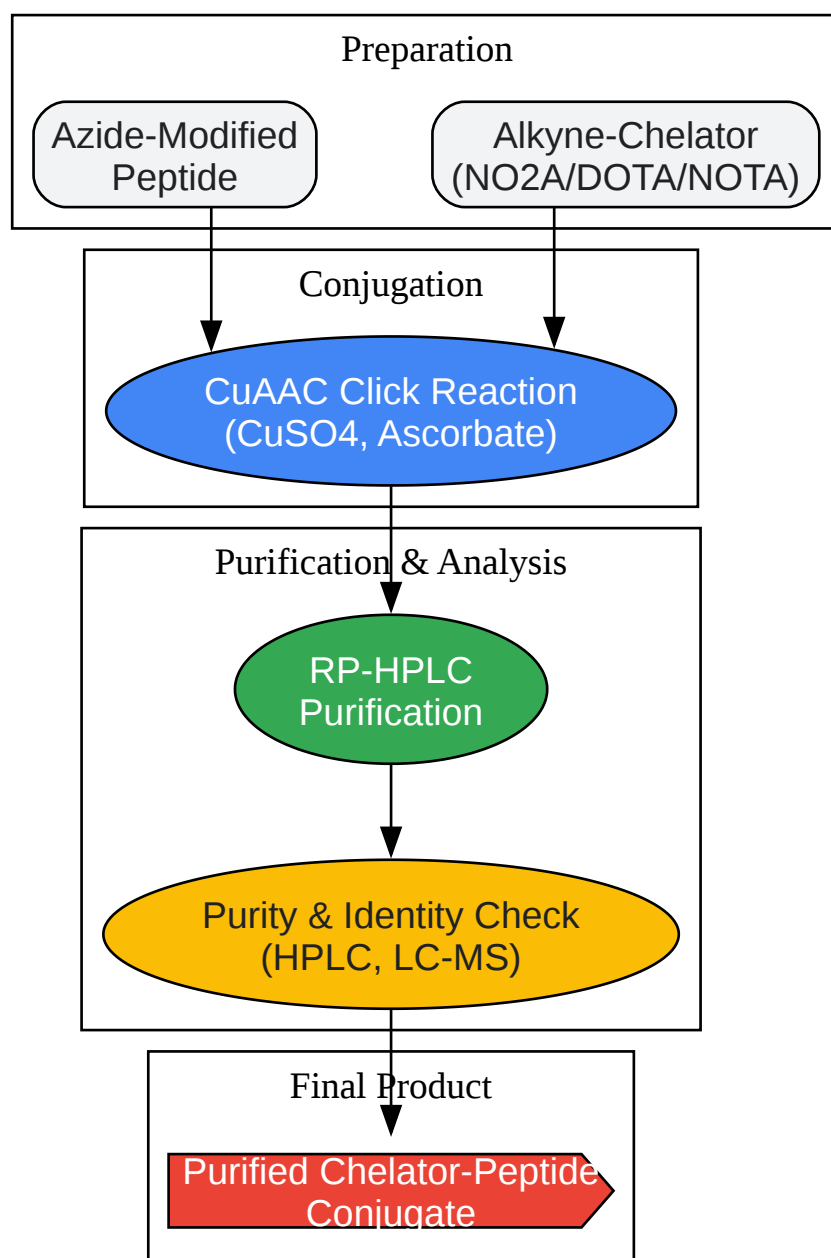 Preparation
Azide-Modified
Peptide
Alkyne-Chelator
(NO2A/DOTA/NOTA)
Conjugation
CuAAC Click Reaction
(CuSO4, Ascorbate)
Purification & Analysis
RP-HPLC
Purification
Purity & Identity Check
(HPLC, LC-MS)
Final Product
Purified Chelator-Peptide
Conjugate